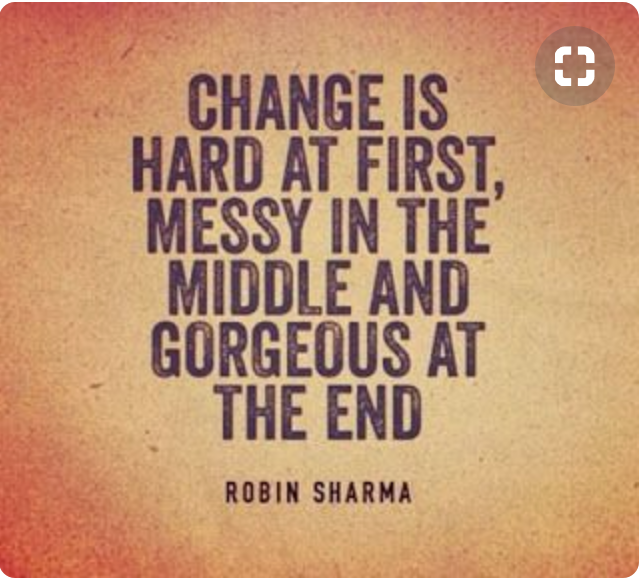 CHANGE IS
HARD AT FIRST,
MESSY IN THE
MIDDLE AND
GORGEOUS AT
THE END
ROBIN SHARMA